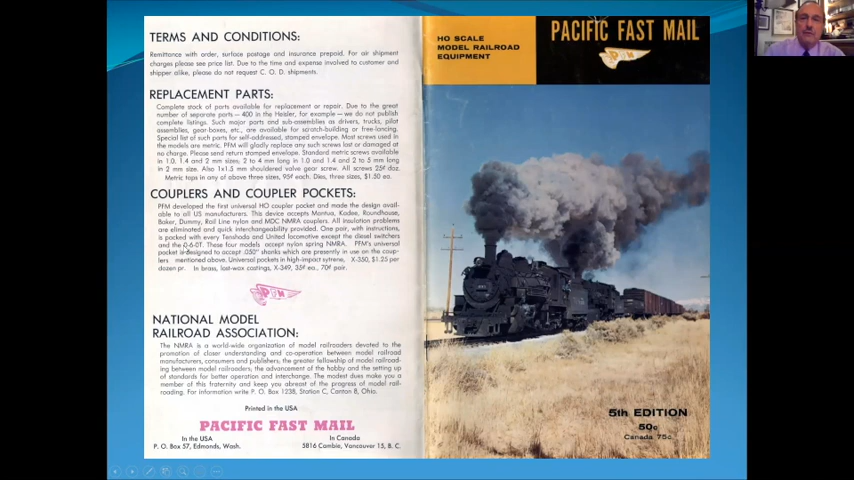 TERMS AND CONDITIONS:
Remittance with order, surface postage and insurance prepaid. For air shipment
charges please see price list. Due to the time and expense involved to customer and
shipper alike, please do not request C. O. D. shipments.
REPLACEMENT PARTS:
Complete stock of parts available for replacement or repair. Due to the great
number of separate parts — 400 in the Heisler, for example — we do not publish
complete listings. Such major parts and sub-assemblies as drivers, trucks, pilot
assemblies, gear-boxes, etc., are available for scratch-building or free-lancing.
Special list of such parts for self-addressed, stamped envelope. Most screws used in
the models are metric. PFM will gladly replace any such screws lost or damaged at
no charge. Please send return stamped envelope. Standard metric screws available
in 1.0, 1.4 and 2 mm sizes; 2 to 4 mm long in 1.0 and 1.4 and 2 to 5 mm long
in 2 mm size. Also 1x1.5 mm shouldered valve gear screw. All screws 25¢ doz.
Metric taps in any of above three sizes, 95¢ each. Dies, three sizes, $1.50 ea.
COUPLERS AND COUPLER POCKETS:
PFM developed the first universal HO coupler pocket and made the design avail-
able to all US manufacturers. This device accepts Mantua, Kadee, Roundhouse,
Baker, Dummy, Roll Line nylon and MDC NMRA couplers. All insulation problems
are eliminated and quick interchangeability provided. One pair, with instructions,
is packed with every Tenshodo and United locomotive except the diesel switchers
and the 0-6-0T. These four models accept nylon spring NMRA. PFM's universal
pocket is designed to accept .050" shanks which are presently in use on the coup-
lers mentioned above. Universal pockets in high-impact sytrene, X-350, $1.25 per
dozen pr. In brass, lost-wax castings, X-349, 35¢ ea., 70¢ pair.
PFM
NATIONAL MODEL
RAILROAD ASSOCIATION:
The NMRA is a world-wide organization of model railroaders devoted to the
promotion of closer understanding and co-operation between model railroad
manufacturers, consumers and publishers, the greater fellowship of model railroad-
ing between model railroaders, the advancement of the hobby and the setting up
of standards for better operation and interchange. The modest dues make you a
member of this fraternity and keep you abreast of the progress of model rail-
roading. For information write P. O. Box 1238, Station C, Canton 8, Ohio.
Printed in the USA
PACIFIC FAST MAIL
In the USA
P. O. Box 57, Edmonds, Wash.
In Canada
5816 Cambie, Vancouver 15, B. C.
HO SCALE
MODEL RAILROAD
EQUIPMENT
PACIFIC FAST MAIL
PFM
5th EDITION
50¢
Canada 75¢